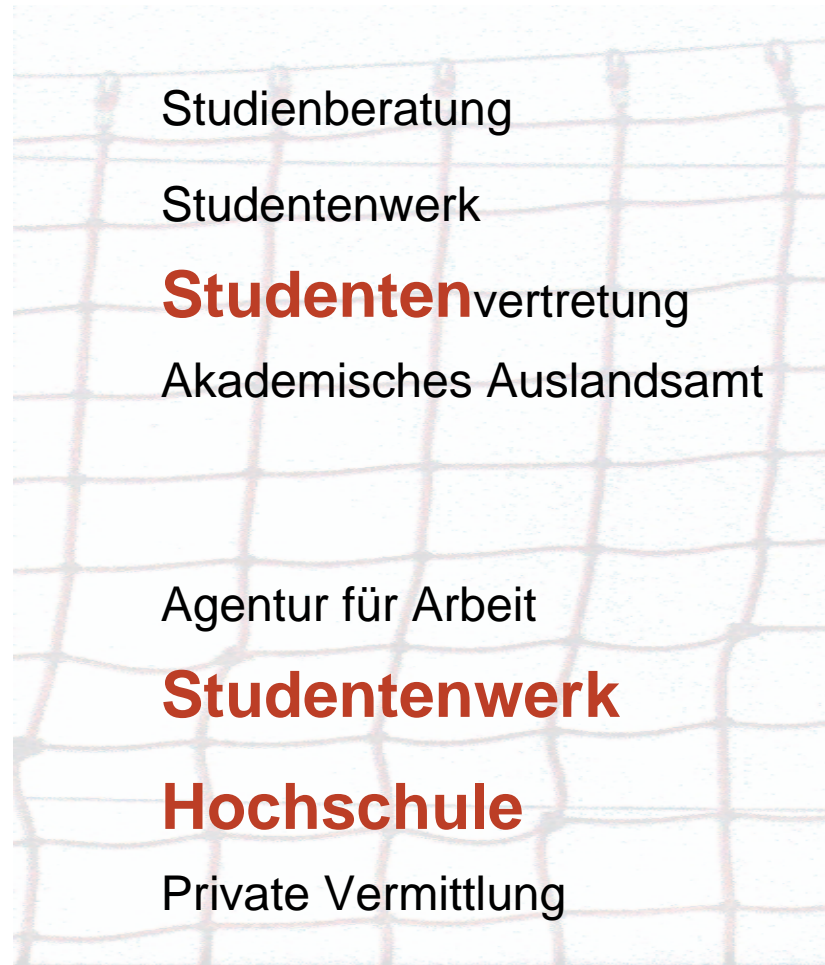 Studienberatung
Studentenwerk
Studentenvertretung
Akademisches Auslandsamt
Agentur für Arbeit
Studentenwerk
Hochschule
Private Vermittlung